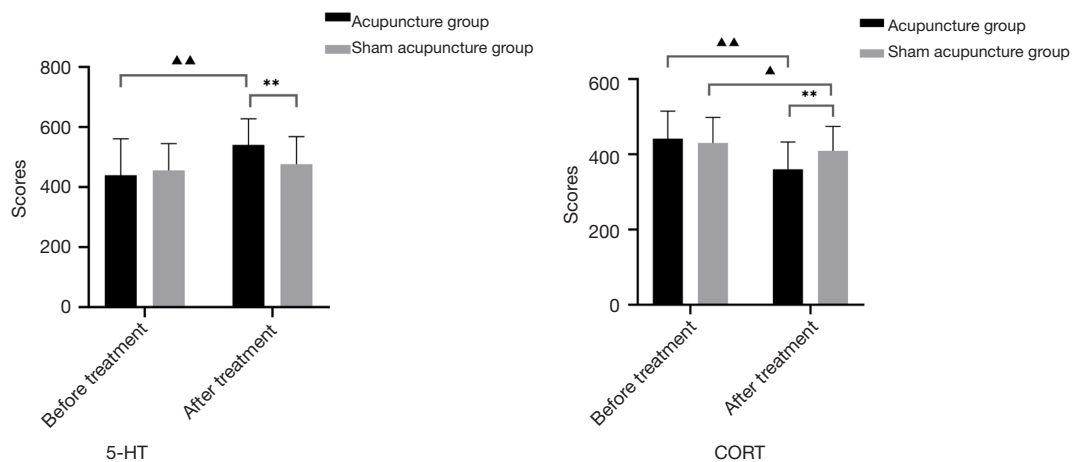 Acupuncture group
Sham acupuncture group
▲▲
**
800
600
400
200
0
Scores
Before treatment
After treatment
5-HT
Acupuncture group
Sham acupuncture group
▲▲
▲
**
600
400
200
0
Scores
Before treatment
After treatment
CORT